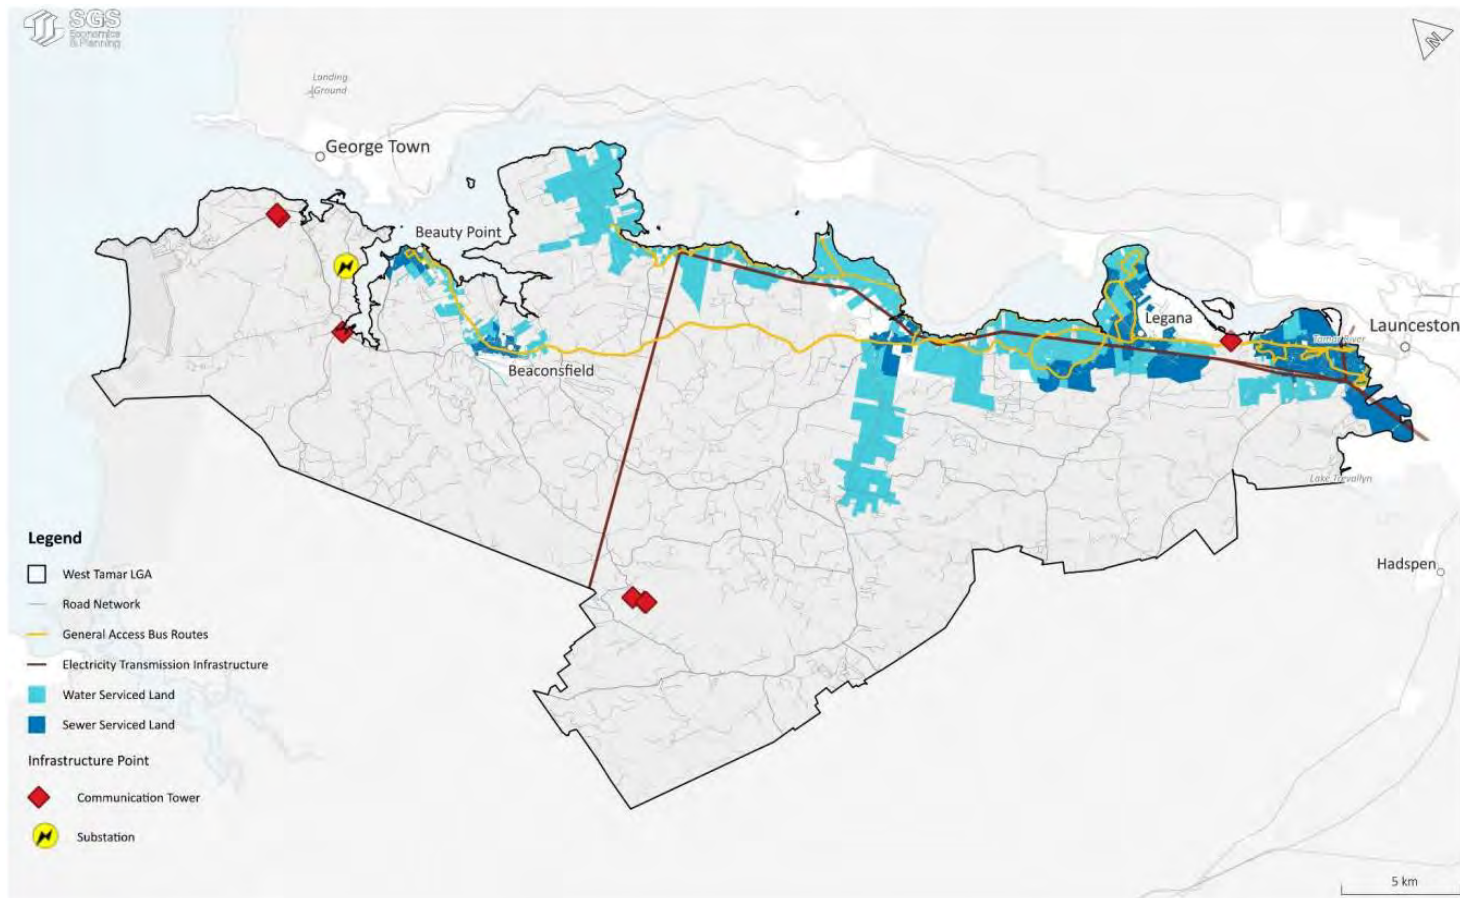 SGS
Economics
& Planning
N
Landing
Ground
George Town
Beauty Point
Beaconsfield
Legana
Launceston
Tamar River
Lake Trevallyn
Hadspen
Legend
West Tamar LGA
Road Network
General Access Bus Routes
Electricity Transmission Infrastructure
Water Serviced Land
Sewer Serviced Land
Infrastructure Point
Communication Tower
Substation
5 km